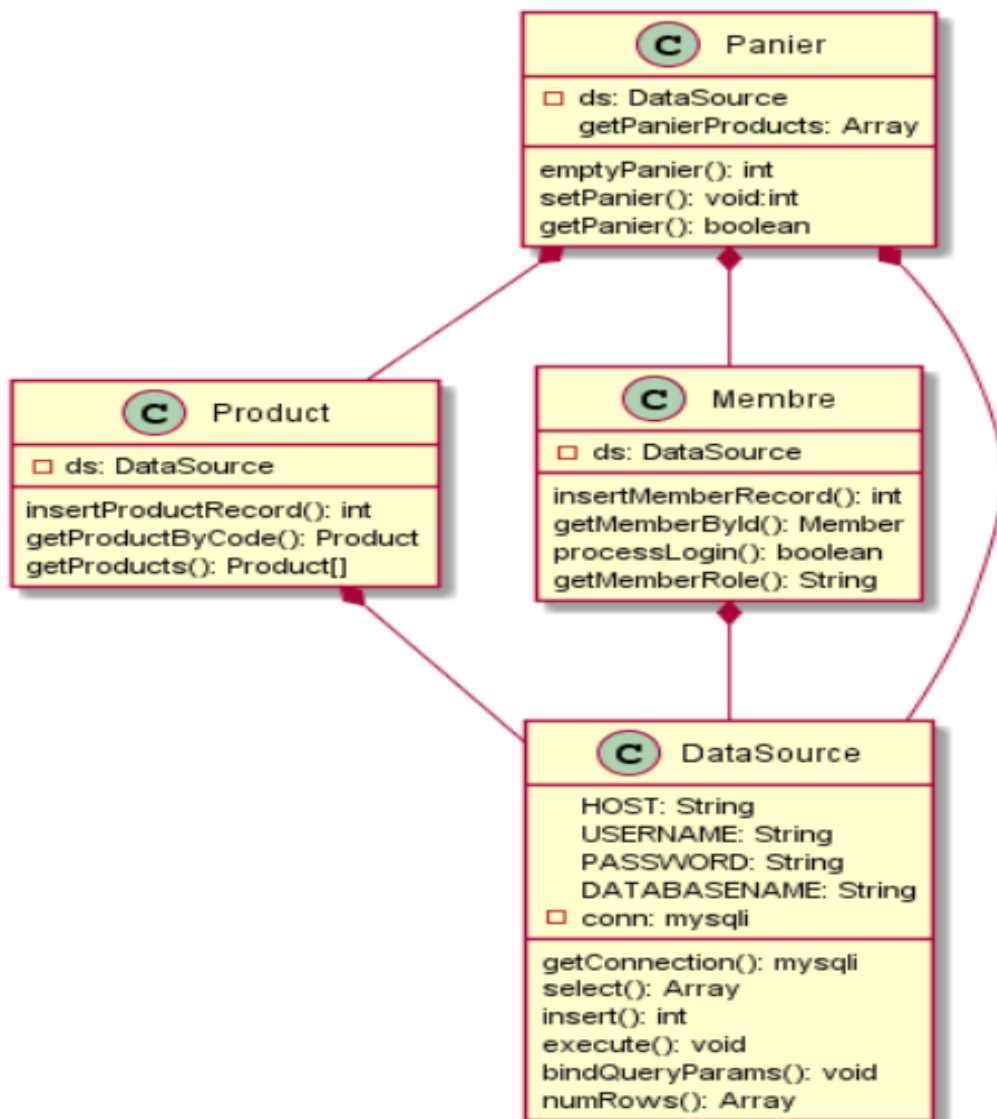 C Panier
ds: DataSource
getPanierProducts: Array
emptyPanier(): int
setPanier(): void:int
getPanier(): boolean
C Product
ds: DataSource
insertProductRecord(): int
getProductByCode(): Product
getProducts(): Product[]
C Membre
ds: DataSource
insertMemberRecord(): int
getMemberById(): Member
processLogin(): boolean
getMemberRole(): String
C DataSource
HOST: String
USERNAME: String
PASSWORD: String
DATABASENAME: String
conn: mysqli
getConnection(): mysqli
select(): Array
insert(): int
execute(): void
bindQueryParams(): void
numRows(): Array